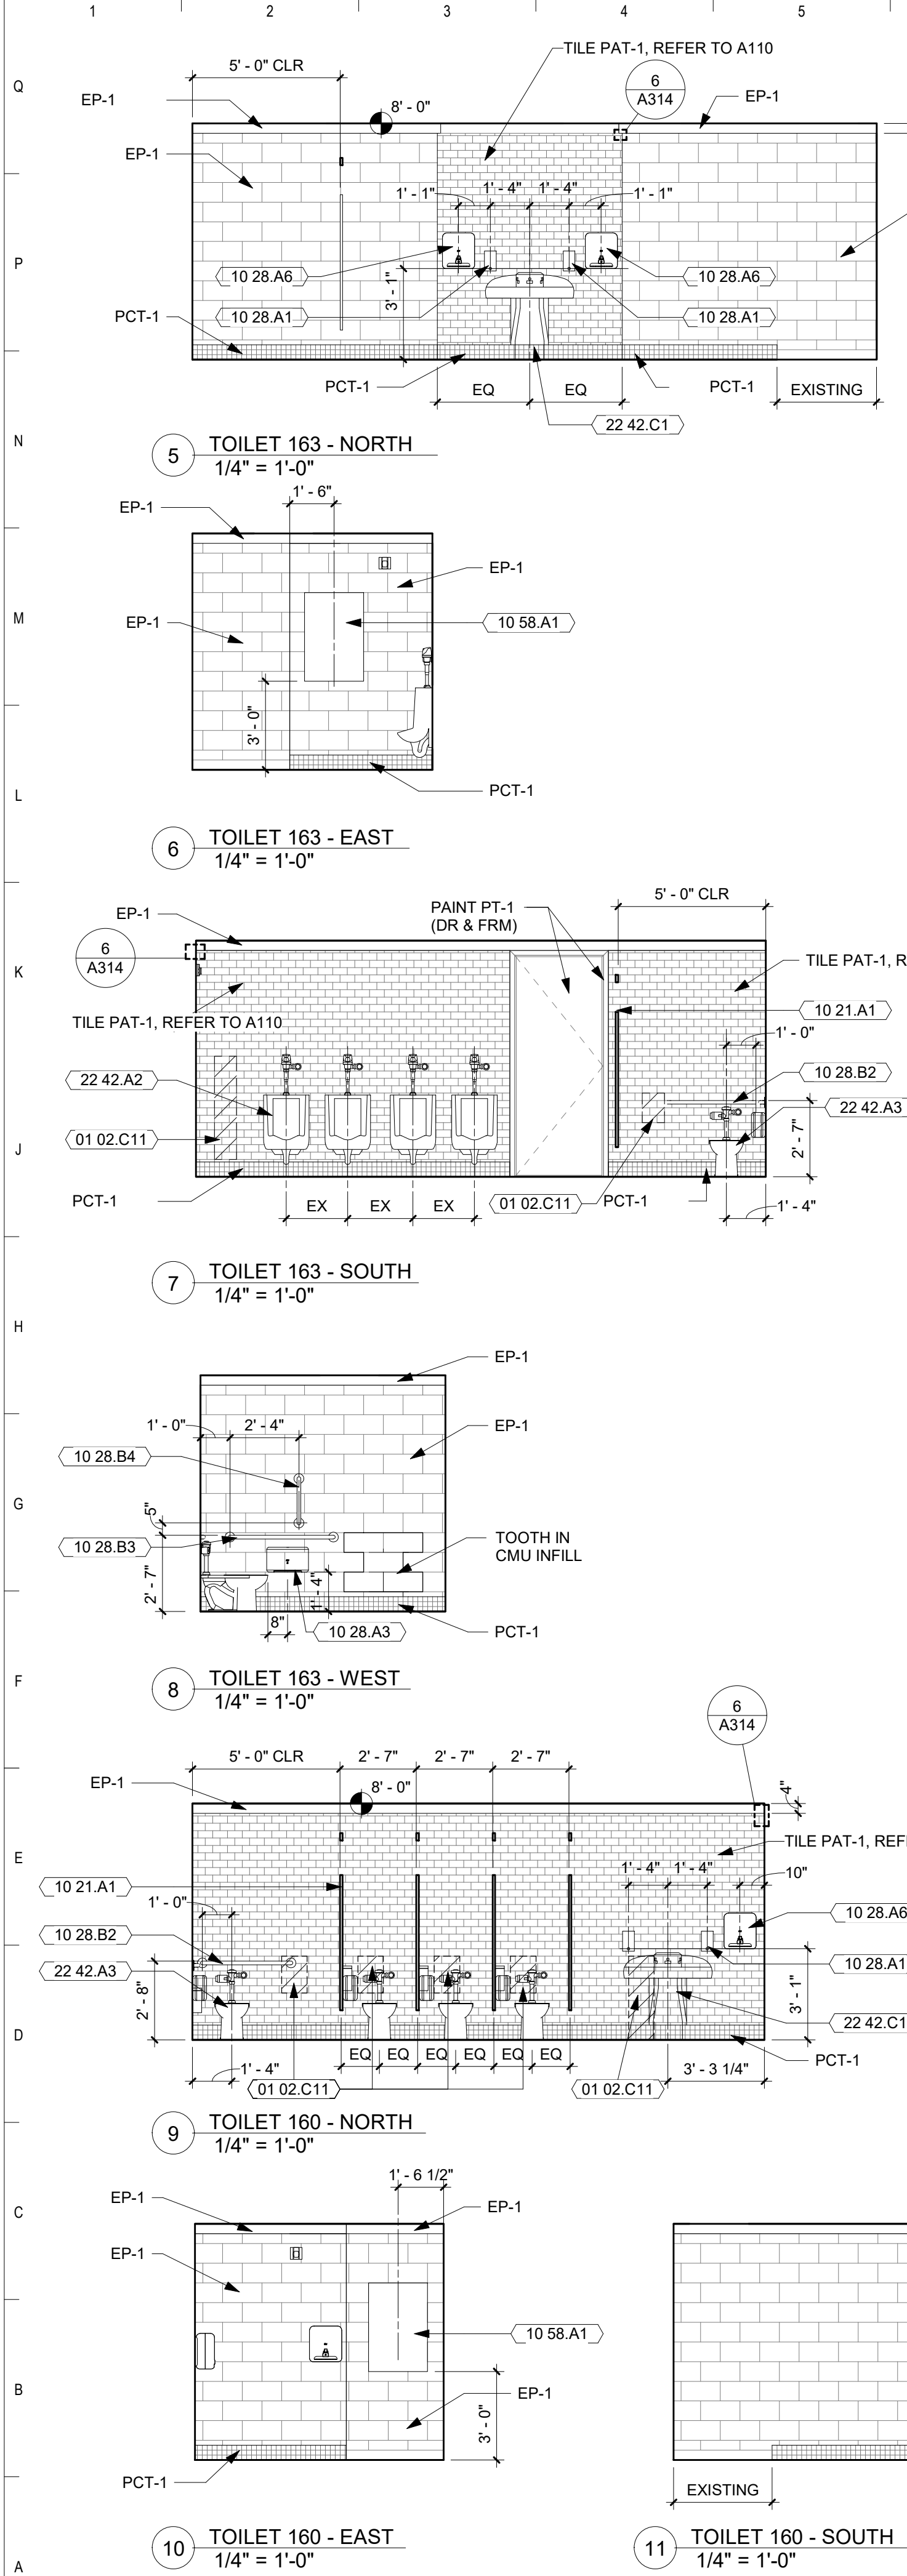 1
2
3
4
5
Q
P
N
M
L
K
J
H
G
F
E
D
C
B
A
5' - 0" CLR
TILE PAT-1, REFER TO A110
6
A314
EP-1
EP-1
8' - 0"
EP-1
1' - 1"
1' - 4"
1' - 4"
1' - 1"
10 28.A6
10 28.A6
3' - 1"
10 28.A1
10 28.A1
PCT-1
PCT-1
EQ
EQ
PCT-1
EXISTING
22 42.C1
5
TOILET 163 - NORTH
1/4" = 1'-0"
1' - 6"
EP-1
EP-1
EP-1
10 58.A1
3' - 0"
PCT-1
6
TOILET 163 - EAST
1/4" = 1'-0"
5' - 0" CLR
EP-1
PAINT PT-1
(DR & FRM)
6
A314
TILE PAT-1, R
TILE PAT-1, REFER TO A110
10 21.A1
1' - 0"
22 42.A2
10 28.B2
22 42.A3
01 02.C11
2' - 7"
PCT-1
EX
EX
EX
01 02.C11
PCT-1
1' - 4"
7
TOILET 163 - SOUTH
1/4" = 1'-0"
EP-1
1' - 0"
2' - 4"
EP-1
10 28.B4
5"
10 28.B3
TOOTH IN
CMU INFILL
2' - 7"
1' - 4"
8"
10 28.A3
PCT-1
8
TOILET 163 - WEST
1/4" = 1'-0"
6
A314
5' - 0" CLR
2' - 7"
2' - 7"
2' - 7"
EP-1
8' - 0"
4"
TILE PAT-1, REF
1' - 4"
1' - 4"
10"
10 21.A1
1' - 0"
10 28.A6
10 28.B2
10 28.A1
22 42.A3
2' - 8"
3' - 1"
22 42.C1
EQ
EQ
EQ
EQ
EQ
EQ
PCT-1
1' - 4"
01 02.C11
01 02.C11
3' - 3 1/4"
9
TOILET 160 - NORTH
1/4" = 1'-0"
1' - 6 1/2"
EP-1
EP-1
EP-1
10 58.A1
EP-1
3' - 0"
PCT-1
EXISTING
10
TOILET 160 - EAST
1/4" = 1'-0"
11
TOILET 160 - SOUTH
1/4" = 1'-0"